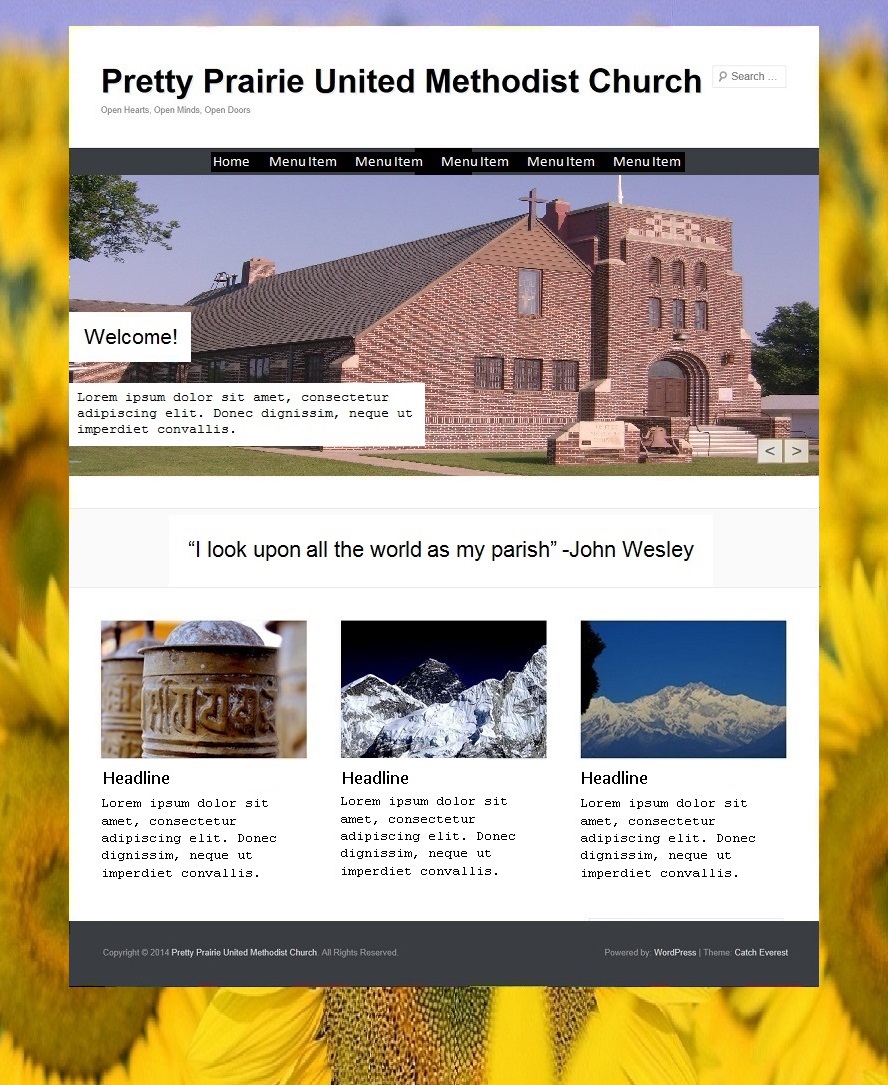 Pretty Prairie United Methodist Church
Search ...
Open Hearts, Open Minds, Open Doors
Home Menu Item Menu Item Menu Item Menu Item Menu Item
Welcome!
Lorem ipsum dolor sit amet, consectetur
adipiscing elit. Donec dignissim, neque ut
imperdiet convallis.
< >
“I look upon all the world as my parish” -John Wesley
Headline
Lorem ipsum dolor sit
amet, consectetur
adipiscing elit. Donec
dignissim, neque ut
imperdiet convallis.
Headline
Lorem ipsum dolor sit
amet, consectetur
adipiscing elit. Donec
dignissim, neque ut
imperdiet convallis.
Headline
Lorem ipsum dolor sit
amet, consectetur
adipiscing elit. Donec
dignissim, neque ut
imperdiet convallis.
Copyright © 2014 Pretty Prairie United Methodist Church. All Rights Reserved.
Powered by: WordPress | Theme: Catch Everest